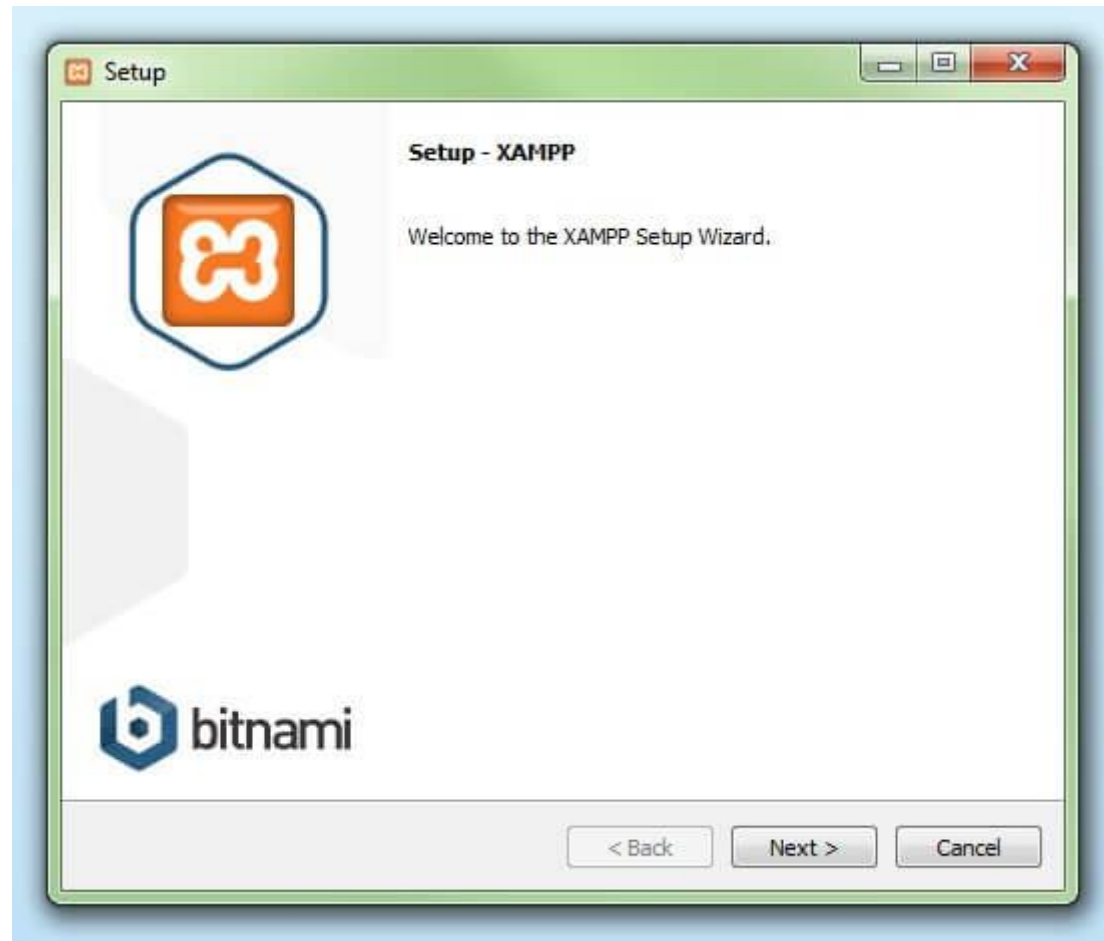 Setup
Setup - XAMPP
Welcome to the XAMPP Setup Wizard.
bitnami
< Back Next > Cancel